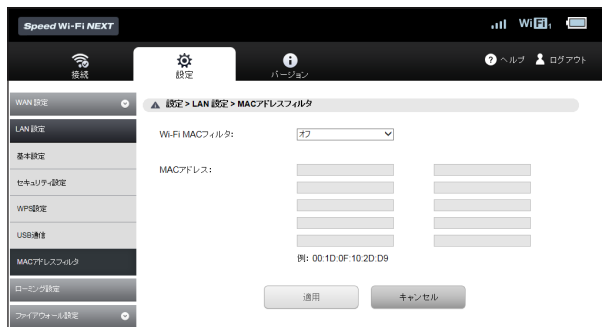 Speed Wi-Fi NEXT
WiFi 1
接続
設定
バージョン
ヘルプ
ログアウト
WAN 設定
設定 > LAN 設定 > MACアドレスフィルタ
LAN 設定
Wi-Fi MACフィルタ:
オフ
基本設定
MACアドレス:
セキュリティ設定
WPS設定
USB通信
MACアドレスフィルタ
例: 00:1D:0F:10:2D:D9
ローミング設定
適用
キャンセル
ファイアウォール設定